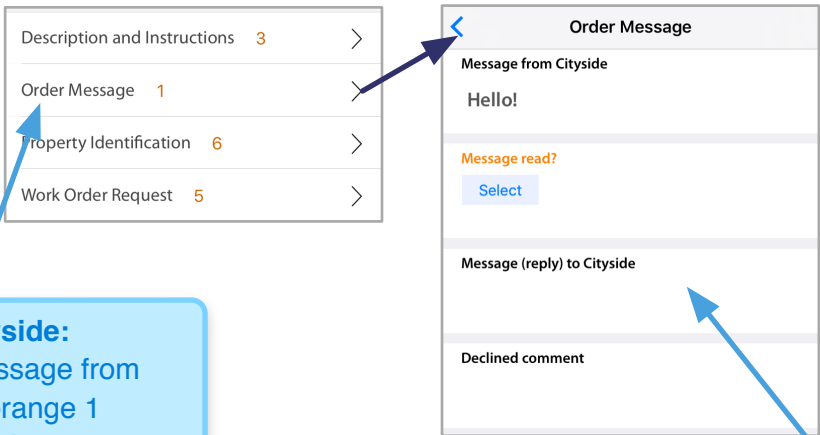 Description and Instructions 3
Order Message 1
Property Identification 6
Work Order Request 5
Order Message
Message from Cityside
Hello!
Message read?
Select
Message (reply) to Cityside
Declined comment
side:
ssage from
range 1